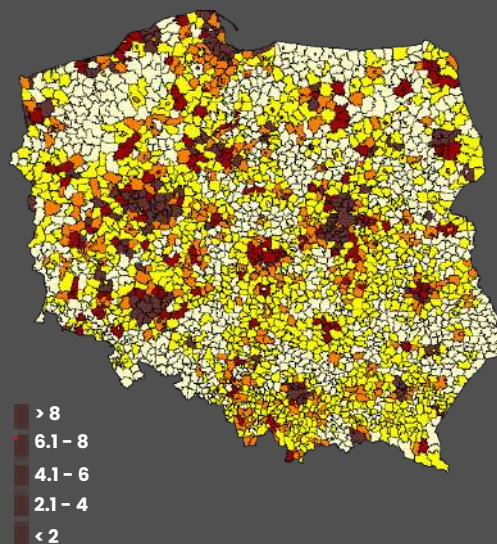 > 8
6.1 – 8
4.1 – 6
2.1 – 4
< 2